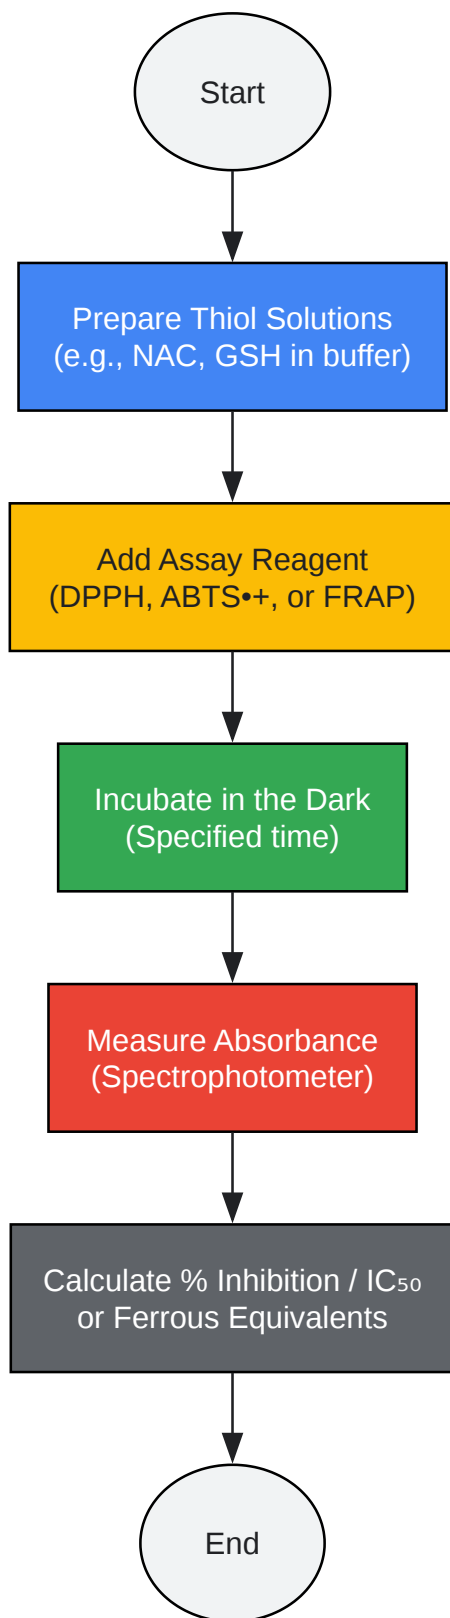 Start
Prepare Thiol Solutions
(e.g., NAC, GSH in buffer)
Add Assay Reagent
(DPPH, ABTS•+, or FRAP)
Incubate in the Dark
(Specified time)
Measure Absorbance
(Spectrophotometer)
Calculate % Inhibition / IC₅₀
or Ferrous Equivalents
End